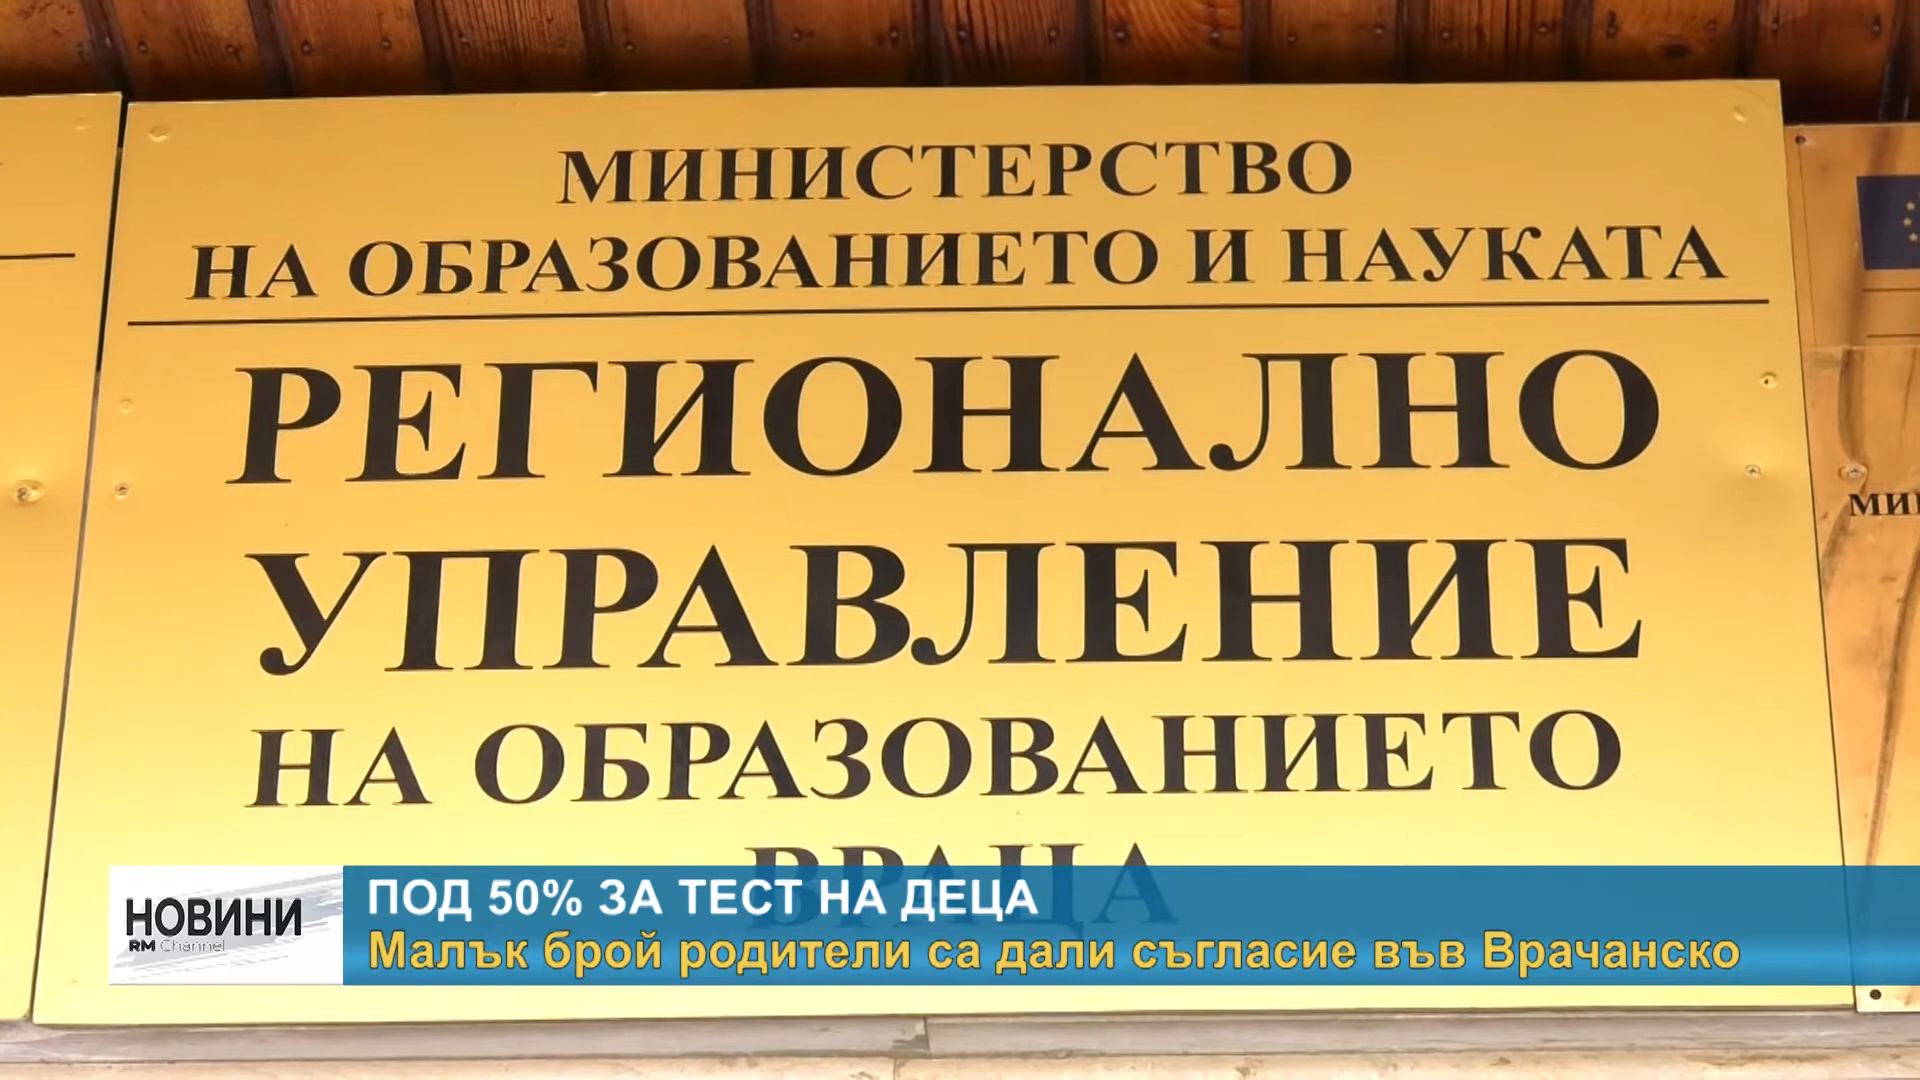 МИНИСТЕРСТВО
НА ОБРАЗОВАНИЕТО И НАУКАТА
РЕГИОНАЛНО
УПРАВЛЕНИЕ
НА ОБРАЗОВАНИЕТО
ВРАЦА
НОВИНИ
RM Channel
ПОД 50% ЗА ТЕСТ НА ДЕЦА
Малък брой родители са дали съгласие във Врачанско